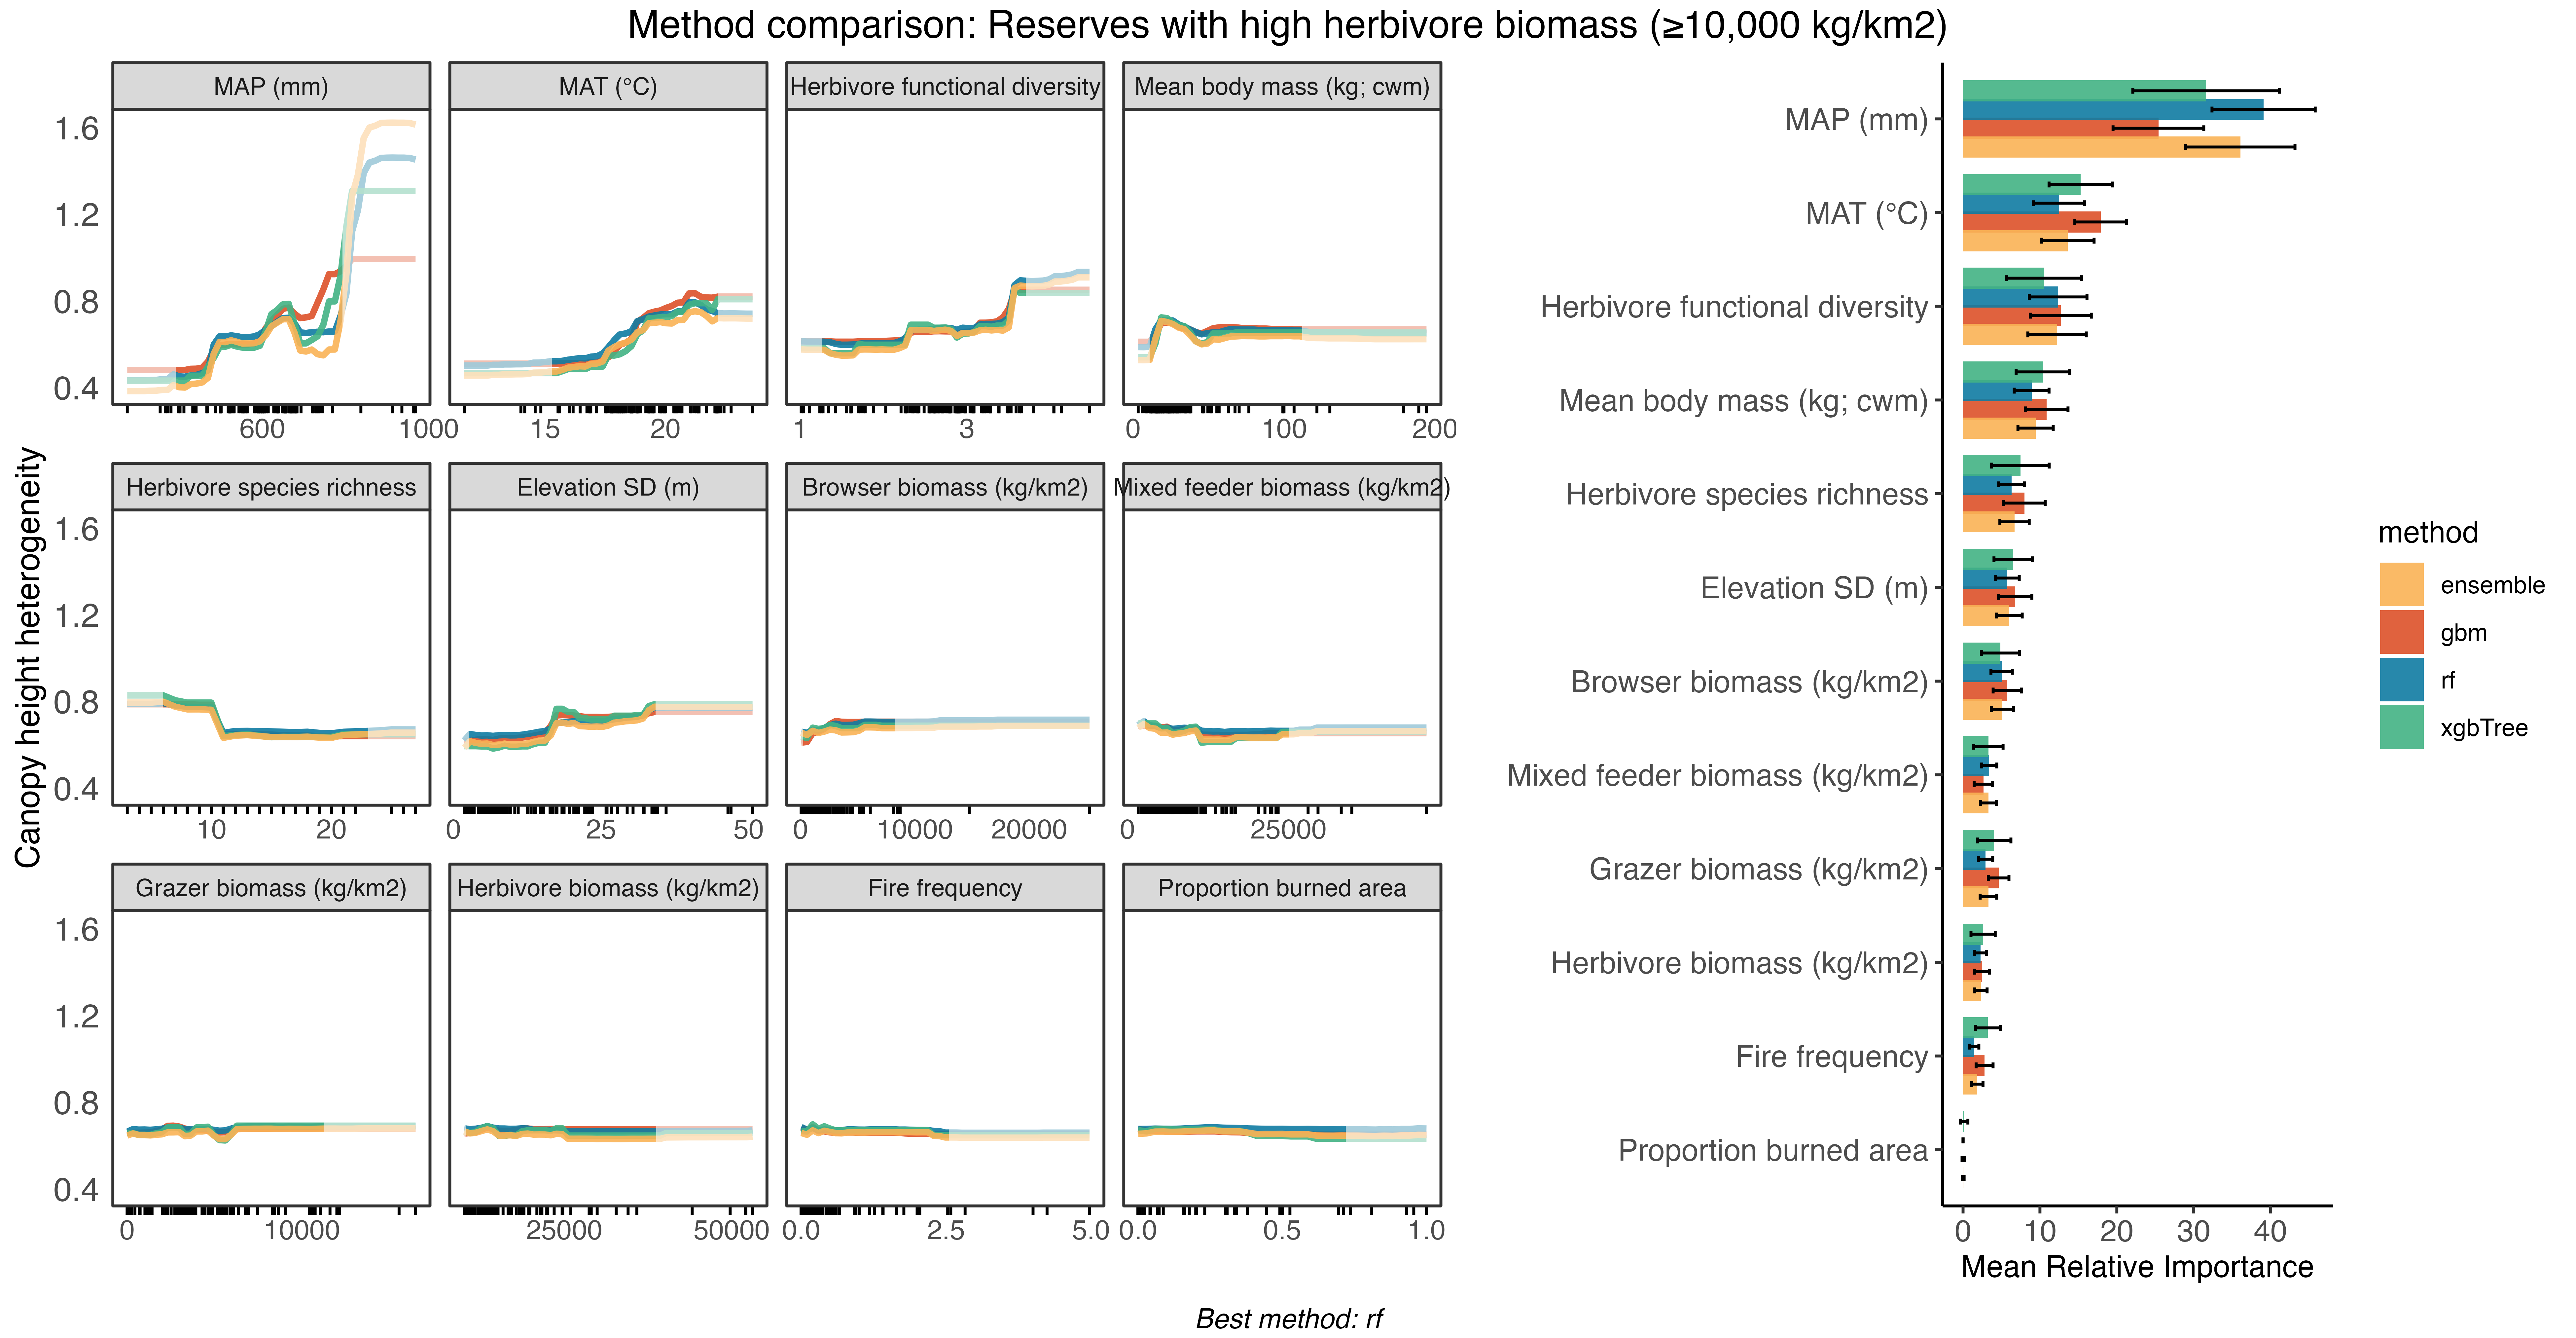 Method comparison: Reserves with high herbivore biomass (≥10,000 kg/km2)
Canopy height heterogeneity
MAP (mm)
MAT (°C)
Herbivore functional diversity
Mean body mass (kg; cwm)
1.6
1.2
0.8
0.4
600 1000
15 20
1 3
0 100 200
Herbivore species richness
Elevation SD (m)
Browser biomass (kg/km2)
Mixed feeder biomass (kg/km2)
1.6
1.2
0.8
0.4
10 20
0 25 50
0 10000 20000
0 25000
Grazer biomass (kg/km2)
Herbivore biomass (kg/km2)
Fire frequency
Proportion burned area
1.6
1.2
0.8
0.4
0 10000
25000 50000
0.0 2.5 5.0
0.0 0.5 1.0
MAP (mm)
MAT (°C)
Herbivore functional diversity
Mean body mass (kg; cwm)
Herbivore species richness
Elevation SD (m)
Browser biomass (kg/km2)
Mixed feeder biomass (kg/km2)
Grazer biomass (kg/km2)
Herbivore biomass (kg/km2)
Fire frequency
Proportion burned area
0 10 20 30 40
Mean Relative Importance
method
ensemble
gbm
rf
xgbTree
Best method: rf